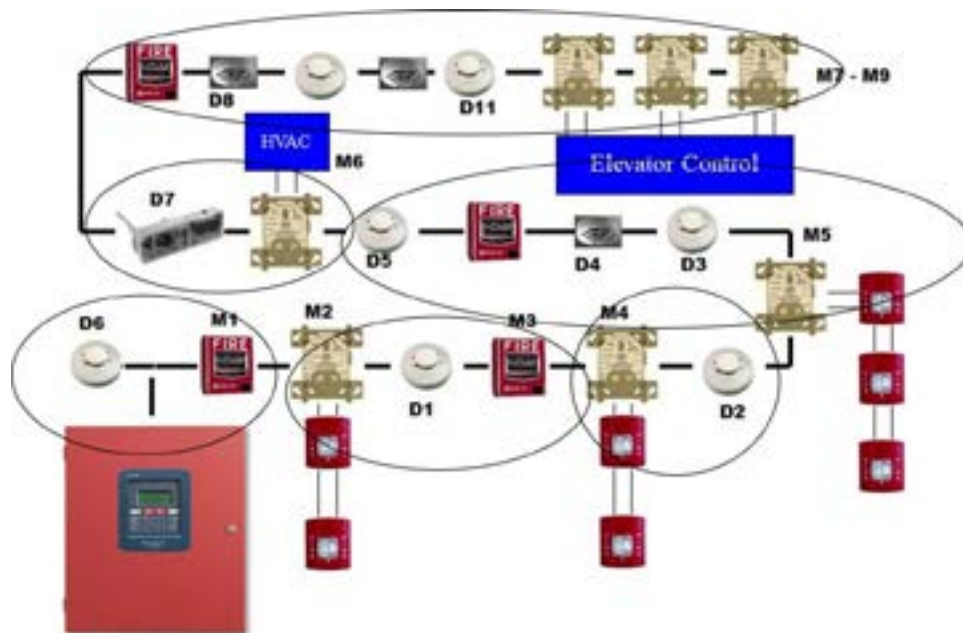 FIRE
D8
D11
M7 - M9
HVAC
M6
Elevator Control
D7
FIRE
D5
D4
D3
M5
D6
M1
M2
M3
M4
FIRE
FIRE
D1
D2